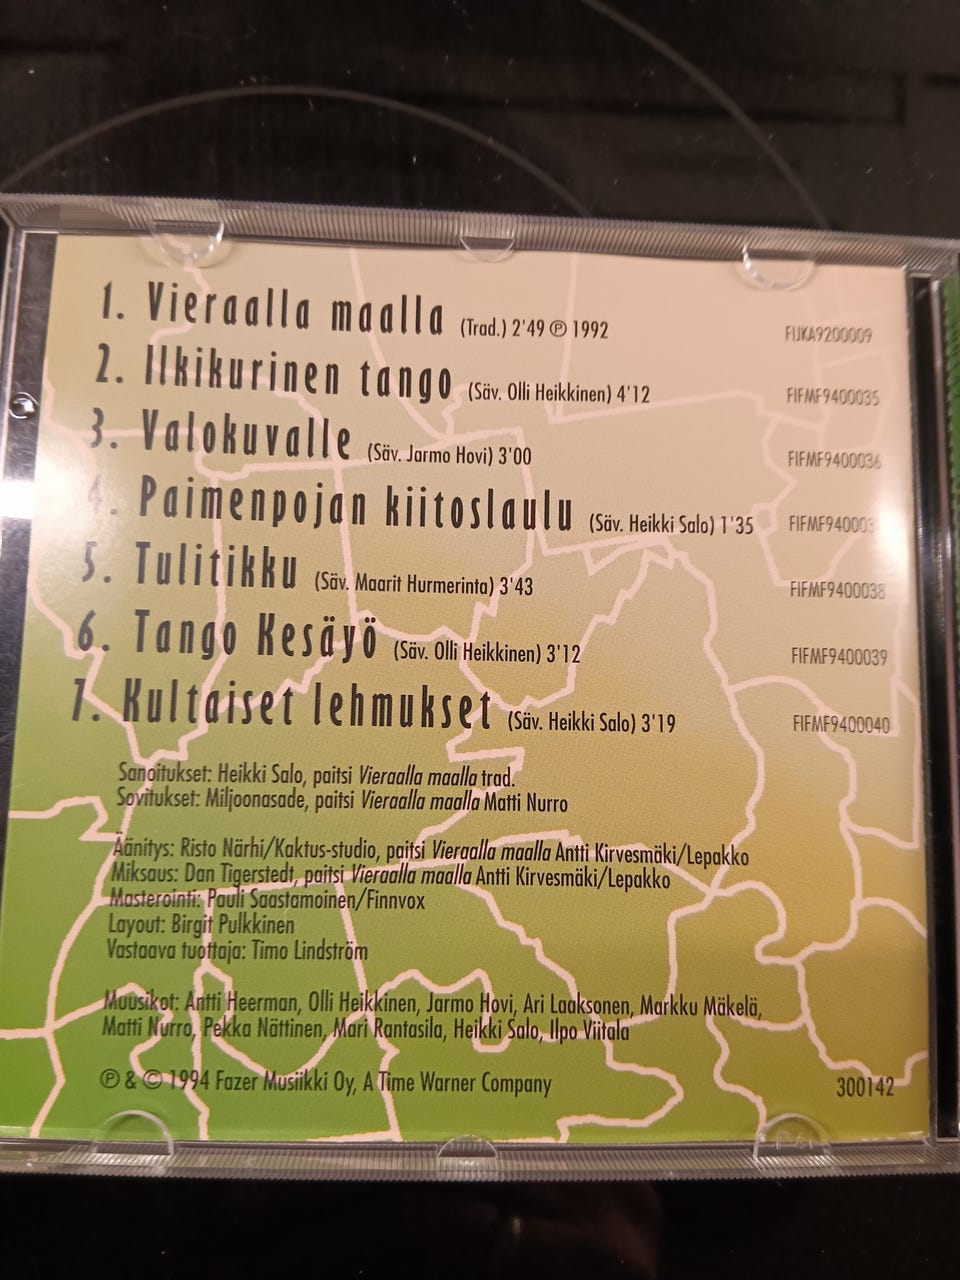 1. Vieraalla maalla (Trad.) 2'49 ℗ 1992 FIJKA9200009
2. Ilkikurinen tango (Säv. Olli Heikkinen) 4'12 FIFMF9400035
3. Valokuvalle (Säv. Jarmo Hovi) 3'00 FIFMF9400036
4. Paimenpojan kiitoslaulu (Säv. Heikki Salo) 1'35
5. Tulitikku (Säv. Maarit Hurmerinta) 3'43 FIFMF9400038
6. Tango Kesäyö (Säv. Olli Heikkinen) 3'12 FIFMF9400039
7. Kultaiset lehmukset (Säv. Heikki Salo) 3'19 FIFMF9400040
Sanoitukset: Heikki Salo, paitsi Vieraalla maalla trad.
Sovitukset: Miljoonasade, paitsi Vieraalla maalla Matti Nurro
Äänitys: Risto Närhi/Kaktus-studio, paitsi Vieraalla maalla Antti Kirvesmäki/Lepakko
Miksaus: Dan Tigerstedt, paitsi Vieraalla maalla Antti Kirvesmäki/Lepakko
Masterointi: Pauli Saastamoinen/Finnvox
Layout: Birgit Pulkkinen
Vastaava tuottaja: Timo Lindström
Muusikot: Antti Heerman, Olli Heikkinen, Jarmo Hovi, Ari Laaksonen, Markku Mäkelä,
Matti Nurro, Pekka Nättinen, Mari Rantasila, Heikki Salo, Ilpo Viitala
℗ & © 1994 Fazer Musiikki Oy, A Time Warner Company 300142